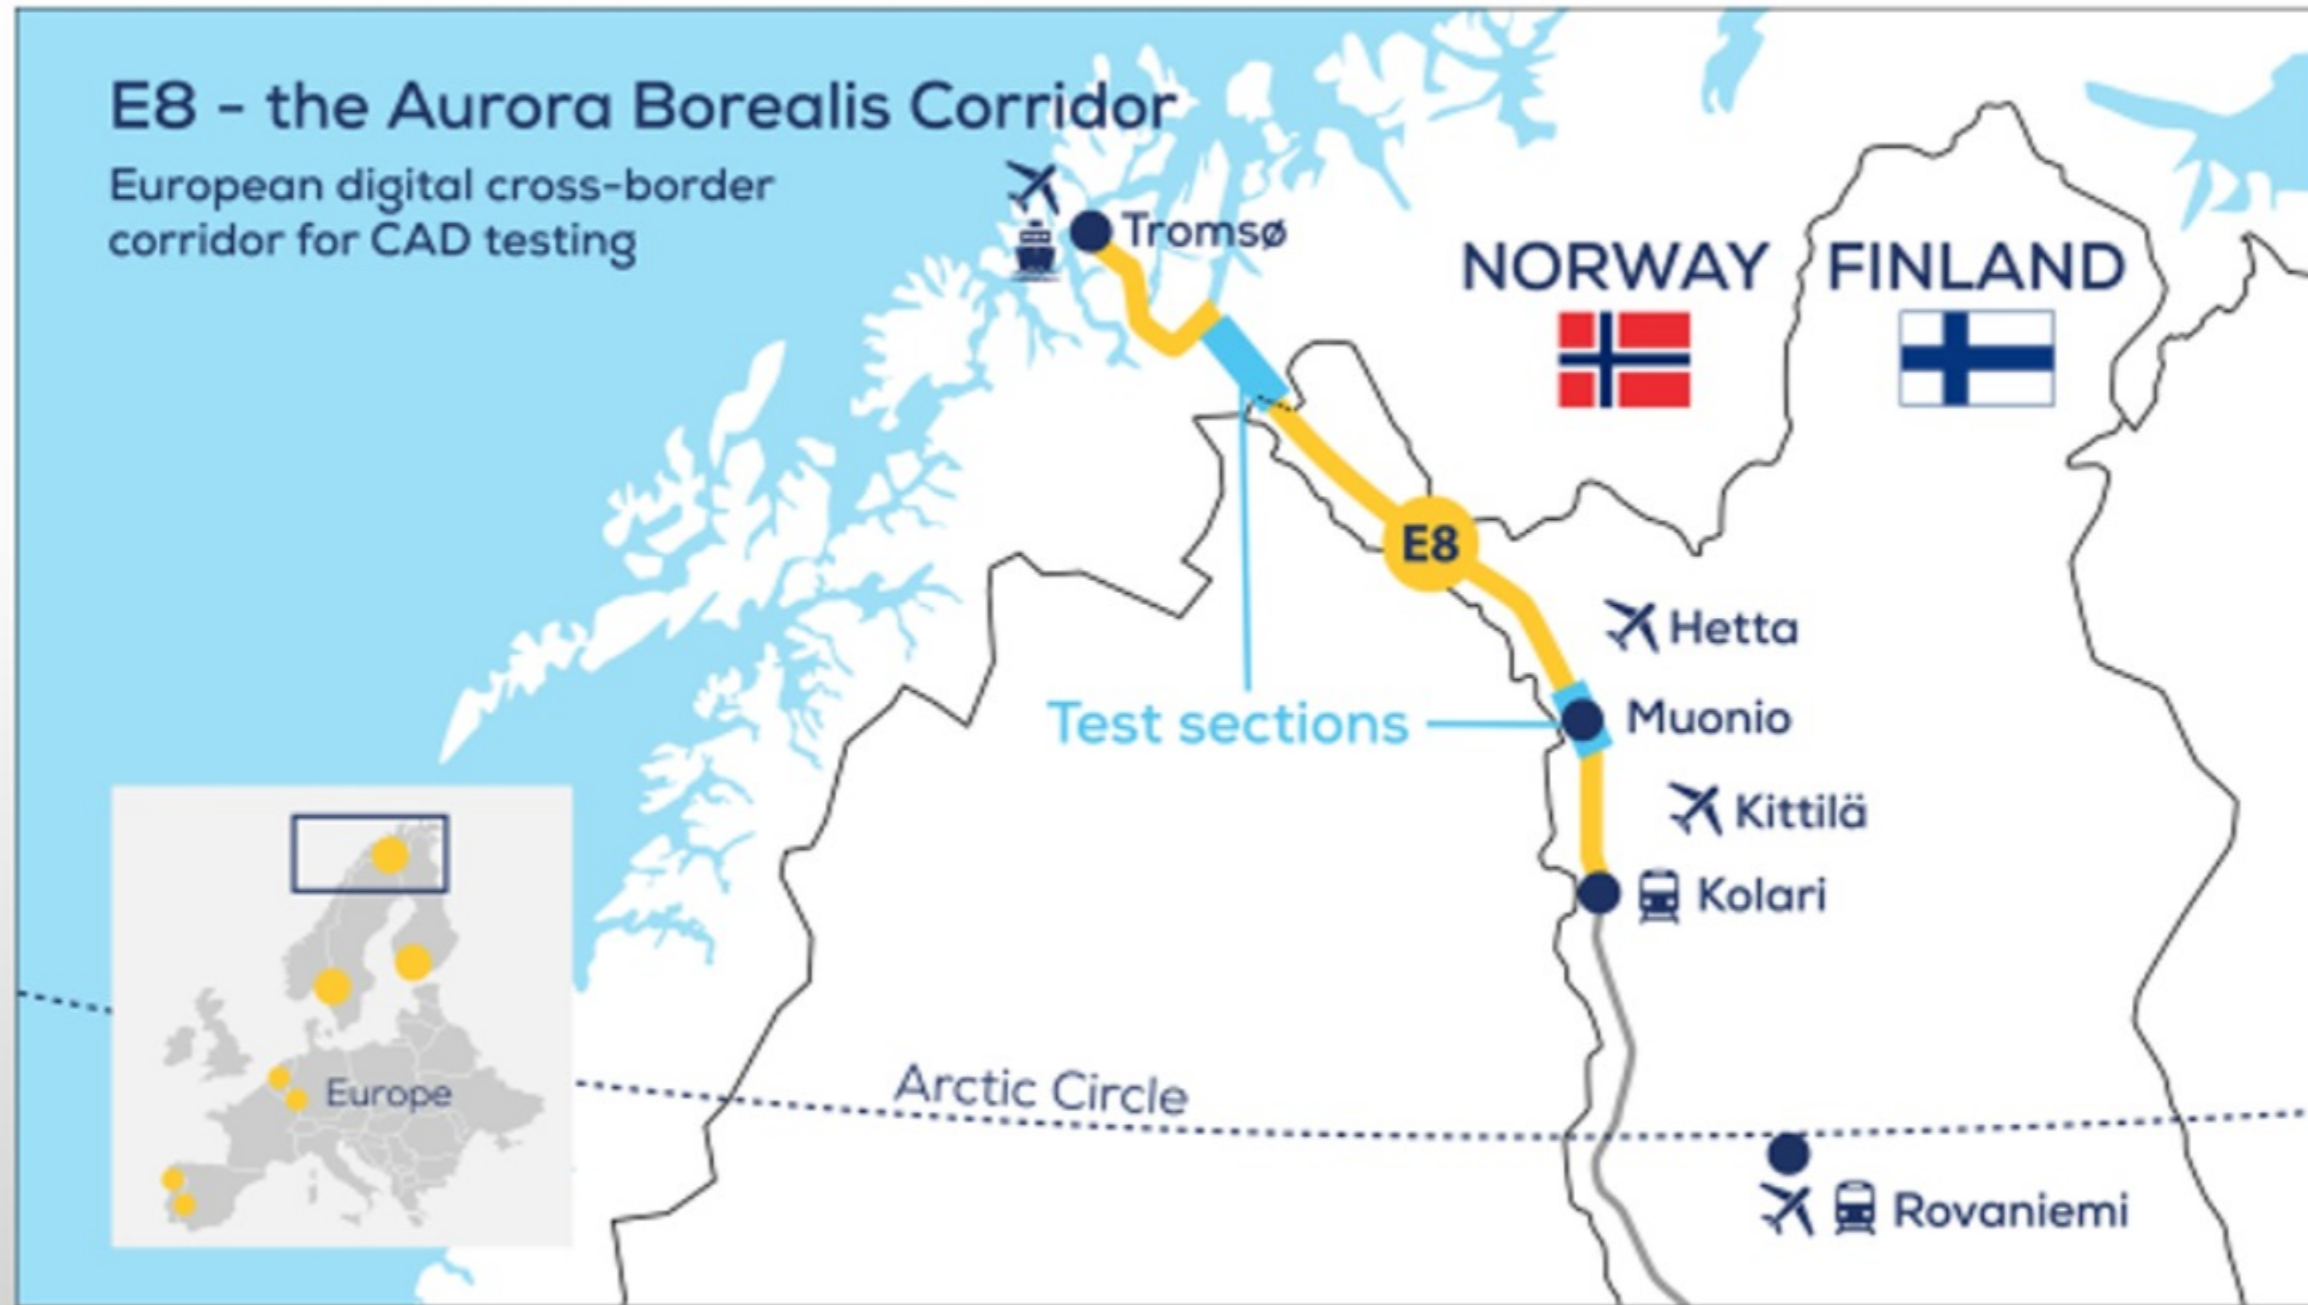 E8 - the Aurora Borealis Corridor
European digital cross-border
corridor for CAD testing
Tromsø
NORWAY
FINLAND
E8
Hetta
Test sections
Muonio
Kittilä
Kolari
Europe
Arctic Circle
Rovaniemi